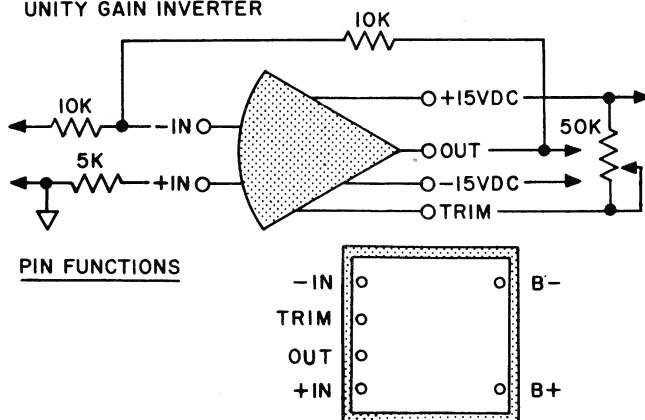 UNITY GAIN INVERTER
10K
10K
-IN
+15VDC
50K
OUT
5K
+IN
-15VDC
TRIM
PIN FUNCTIONS
-IN
B-
TRIM
OUT
+IN
B+